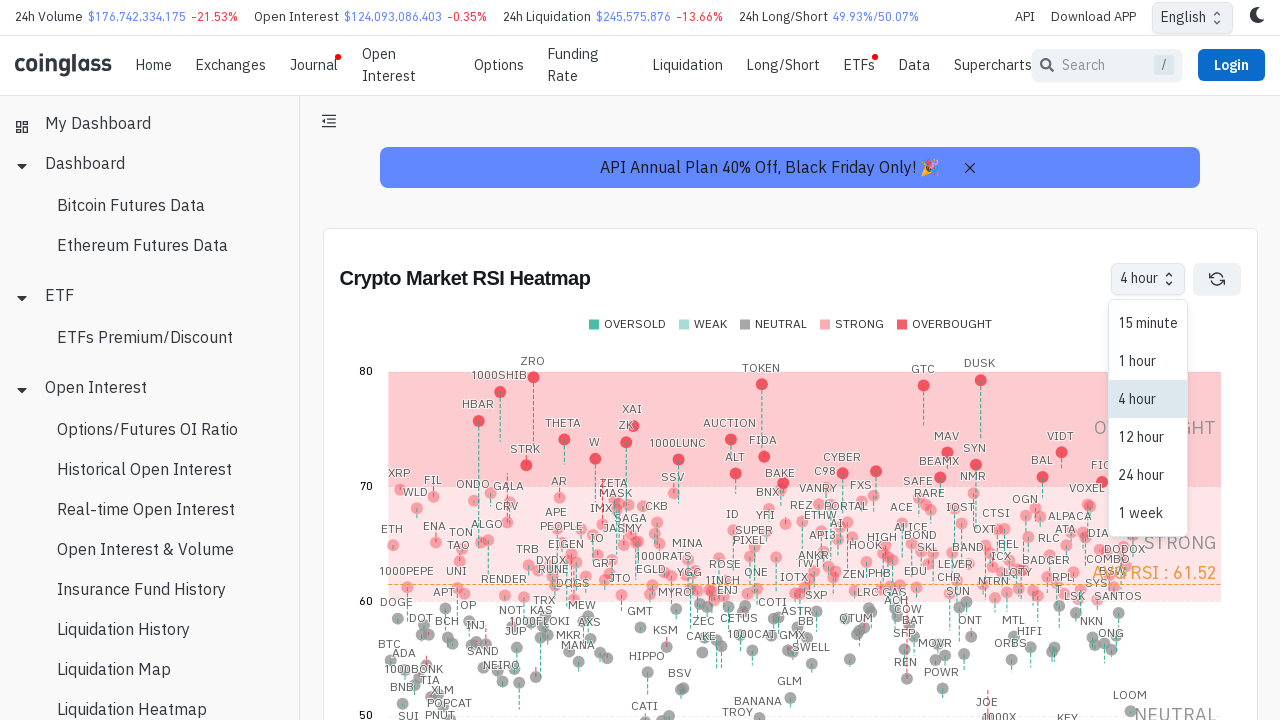 24h Volume $176,742,334,175 -21.53% Open Interest $124,093,086,403 -0.35% 24h Liquidation $245,575,876 -13.66% 24h Long/Short 49.93%/50.07% API Download APP English
coinglass Home Exchanges Journal Open Interest Options Funding Rate Liquidation Long/Short ETFs Data Supercharts Search / Login
My Dashboard
Dashboard
Bitcoin Futures Data
Ethereum Futures Data
ETF
ETFs Premium/Discount
Open Interest
Options/Futures OI Ratio
Historical Open Interest
Real-time Open Interest
Open Interest & Volume
Insurance Fund History
Liquidation History
Liquidation Map
Liquidation Heatmap
API Annual Plan 40% Off, Black Friday Only! 🎉
Crypto Market RSI Heatmap
4 hour
15 minute
1 hour
4 hour
12 hour
24 hour
1 week
OVERSOLD WEAK NEUTRAL STRONG OVERBOUGHT
80
ZRO
1000SHIB
TOKEN
GTC
DUSK
HBAR
XAI
THETA
ZK
AUCTION
W
1000LUNC
FIDA
STRK
ALT
MAV
SYN
VIDT
BEAMX
BAL
CYBER
C98
BAKE
SSV
XRP
FIL
WLD
ONDO
GALA
AR
ZETA
MASK
BNX
VANRY
FXS
SAFE
RARE
NMR
VOXEL
70
CRV
APE
IMX
SAGA
CKB
ID
REZ
YFI
ETHW
PORTAL
ACE
IOST
OGN
CTSI
ALPACA
ETH
ENA
TON
ALGO
PEOPLE
JASMY
IO
SUPER
PIXEL
API3
AI
HIGH
ALICE
BOND
OXT
ATA
DIA
RLC
TAO
TRB
EIGEN
DYDX
RUNE
GRT
MINA
1000RATS
ROSE
ANKR
TWT
HOOK
SKL
BAND
BEL
ICX
BADGER
COMBO
DODOX
STRONG
1000PEPE
UNI
RENDER
JTO
EGLD
YGG
1INCH
ONE
IOTX
ZEN
PHB
EDU
LEVER
CHR
NTRN
LOTY
RPL
BSW
SYS
AVG RSI : 61.52
60
DOGE
APT
OP
DOT
BCH
INJ
NOT
TRX
KAS
1000FLOKI
JUP
MEW
AXS
GMT
MYRO
ENJ
ZEC
CETUS
COTI
SXP
ASTR
BB
LRC
GAS
ACH
COW
BAT
SUN
ONT
MTL
LSK
SANTOS
NKN
BTC
ADA
1000BONK
TIA
SAND
NEIRO
MKR
MANA
KSM
CAKE
1000CAT
GMX
SWELL
QTUM
SFP
MOVR
ORBS
HIFI
ONG
BNB
XLM
POPCAT
PNUT
SUI
HIPPO
BSV
CATI
GLM
BANANA
TROY
REN
POWR
JOE
1000X
KEY
LOOM
50
NEUTRAL